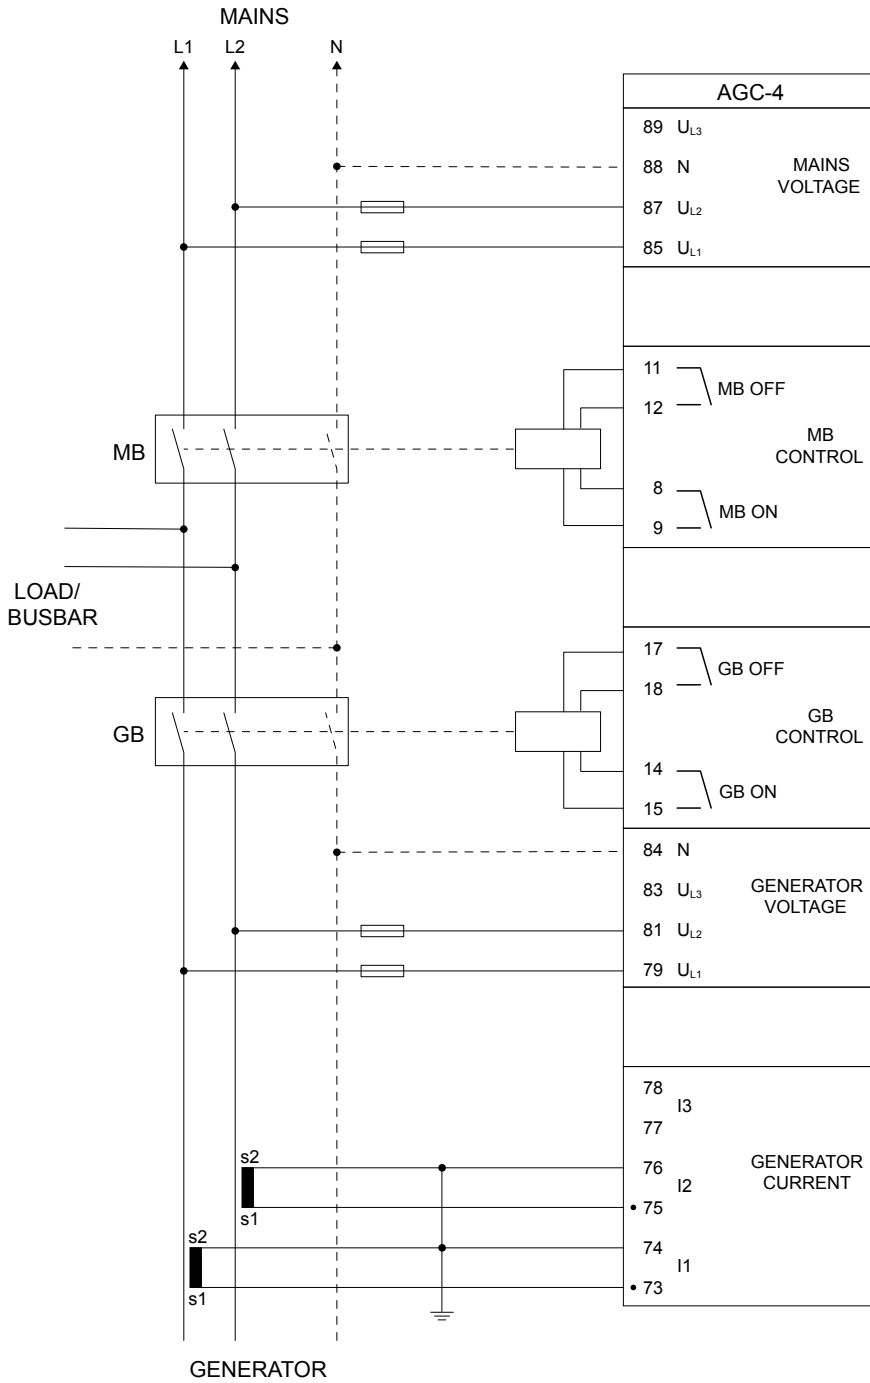 MAINS
L1 L2 N
AGC-4
89 UL3
88 N
MAINS
VOLTAGE
87 UL2
85 UL1
11
MB OFF
12
MB
MB
CONTROL
8
MB ON
9
LOAD/
BUSBAR
17
GB OFF
18
GB
GB
CONTROL
14
GB ON
15
84 N
83 UL3
GENERATOR
VOLTAGE
81 UL2
79 UL1
78
I3
77
s2
76
GENERATOR
CURRENT
I2
s1
75
s2
74
I1
s1
73
GENERATOR